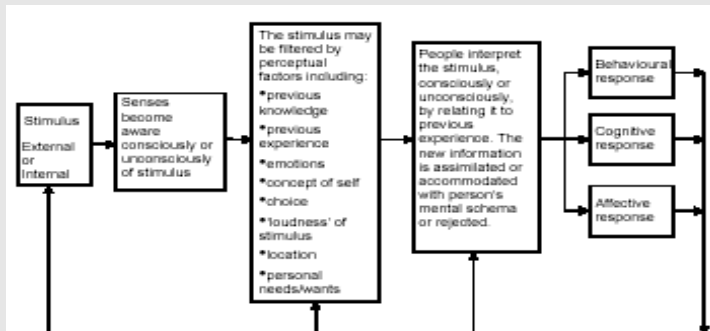 Stimulus
External
or
Internal
Senses
become
aware
consciously or
unconsciously
of stimulus
The stimulus may
be filtered by
perceptual
factors including:
•previous
knowledge
•previous
experience
•emotions
•concept of self
•choice
•'loudness' of
stimulus
•location
•personal
needs/wants
People interpret
the stimulus,
consciously or
unconsciously,
by relating it to
previous
experience. The
new information
is assimilated or
accommodated
with person's
mental schema
or rejected.
Behavioural
response
Cognitive
response
Affective
response